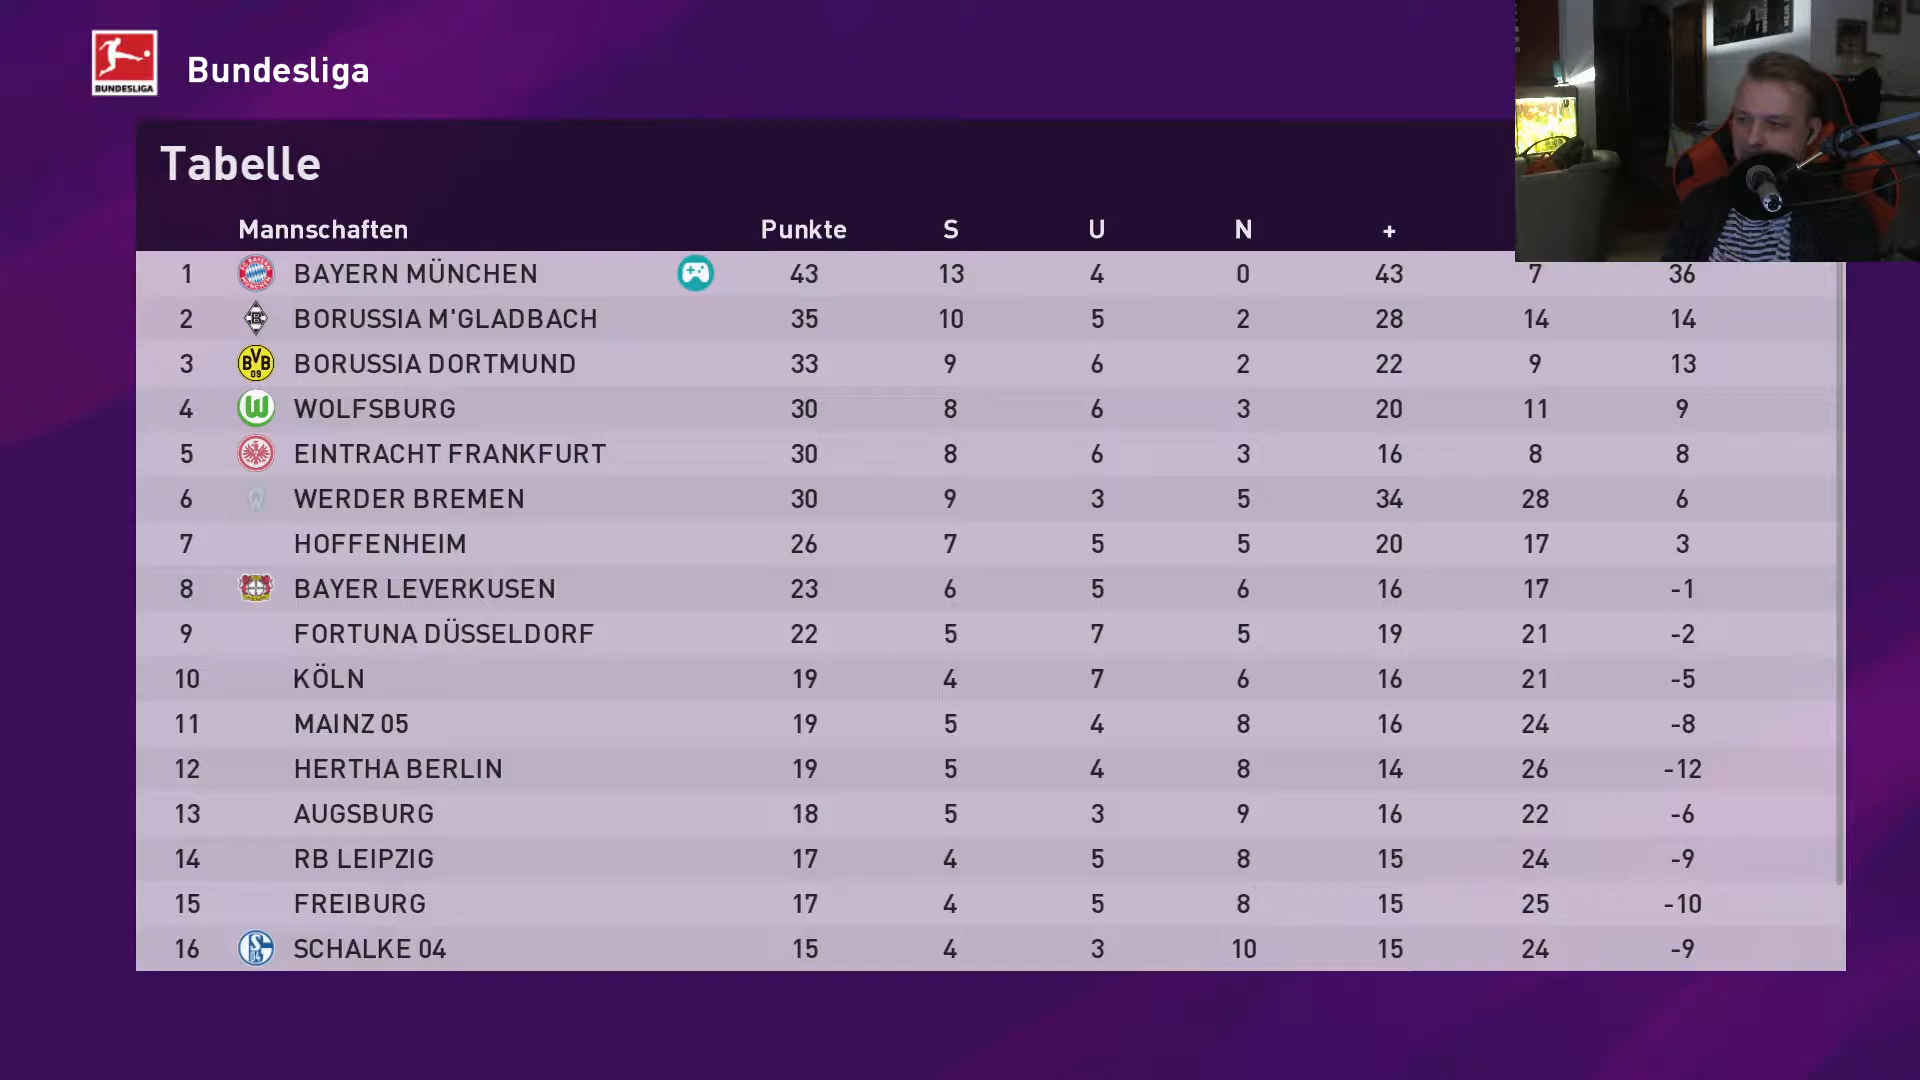 BUNDESLIGA
Bundesliga
Tabelle
Mannschaften Punkte S U N +
1 BAYERN MÜNCHEN 43 13 4 0 43 7 36
2 BORUSSIA M'GLADBACH 35 10 5 2 28 14 14
3 BVB 09 BORUSSIA DORTMUND 33 9 6 2 22 9 13
4 W WOLFSBURG 30 8 6 3 20 11 9
5 EINTRACHT FRANKFURT 30 8 6 3 16 8 8
6 W WERDER BREMEN 30 9 3 5 34 28 6
7 HOFFENHEIM 26 7 5 5 20 17 3
8 BAYER LEVERKUSEN 23 6 5 6 16 17 -1
9 FORTUNA DÜSSELDORF 22 5 7 5 19 21 -2
10 KÖLN 19 4 7 6 16 21 -5
11 MAINZ 05 19 5 4 8 16 24 -8
12 HERTHA BERLIN 19 5 4 8 14 26 -12
13 AUGSBURG 18 5 3 9 16 22 -6
14 RB LEIPZIG 17 4 5 8 15 24 -9
15 FREIBURG 17 4 5 8 15 25 -10
16 S 04 SCHALKE 04 15 4 3 10 15 24 -9